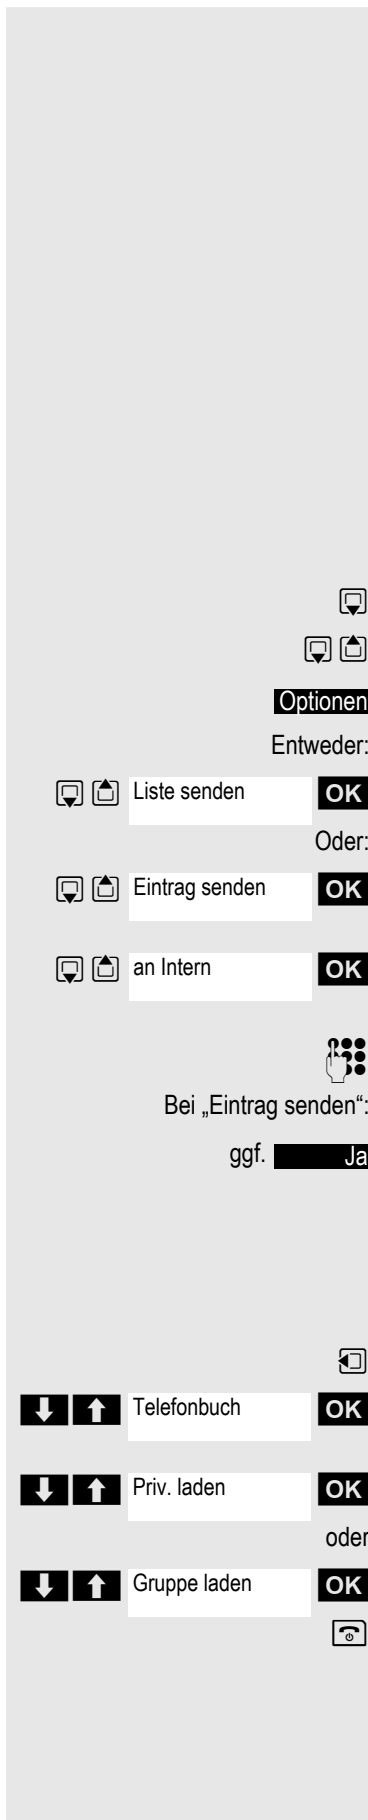 Optionen
Entweder:
Liste senden OK
Oder:
Eintrag senden OK
an Intern OK
Bei „Eintrag senden“:
ggf. Ja
Telefonbuch OK
Priv. laden OK
oder
Gruppe laden OK